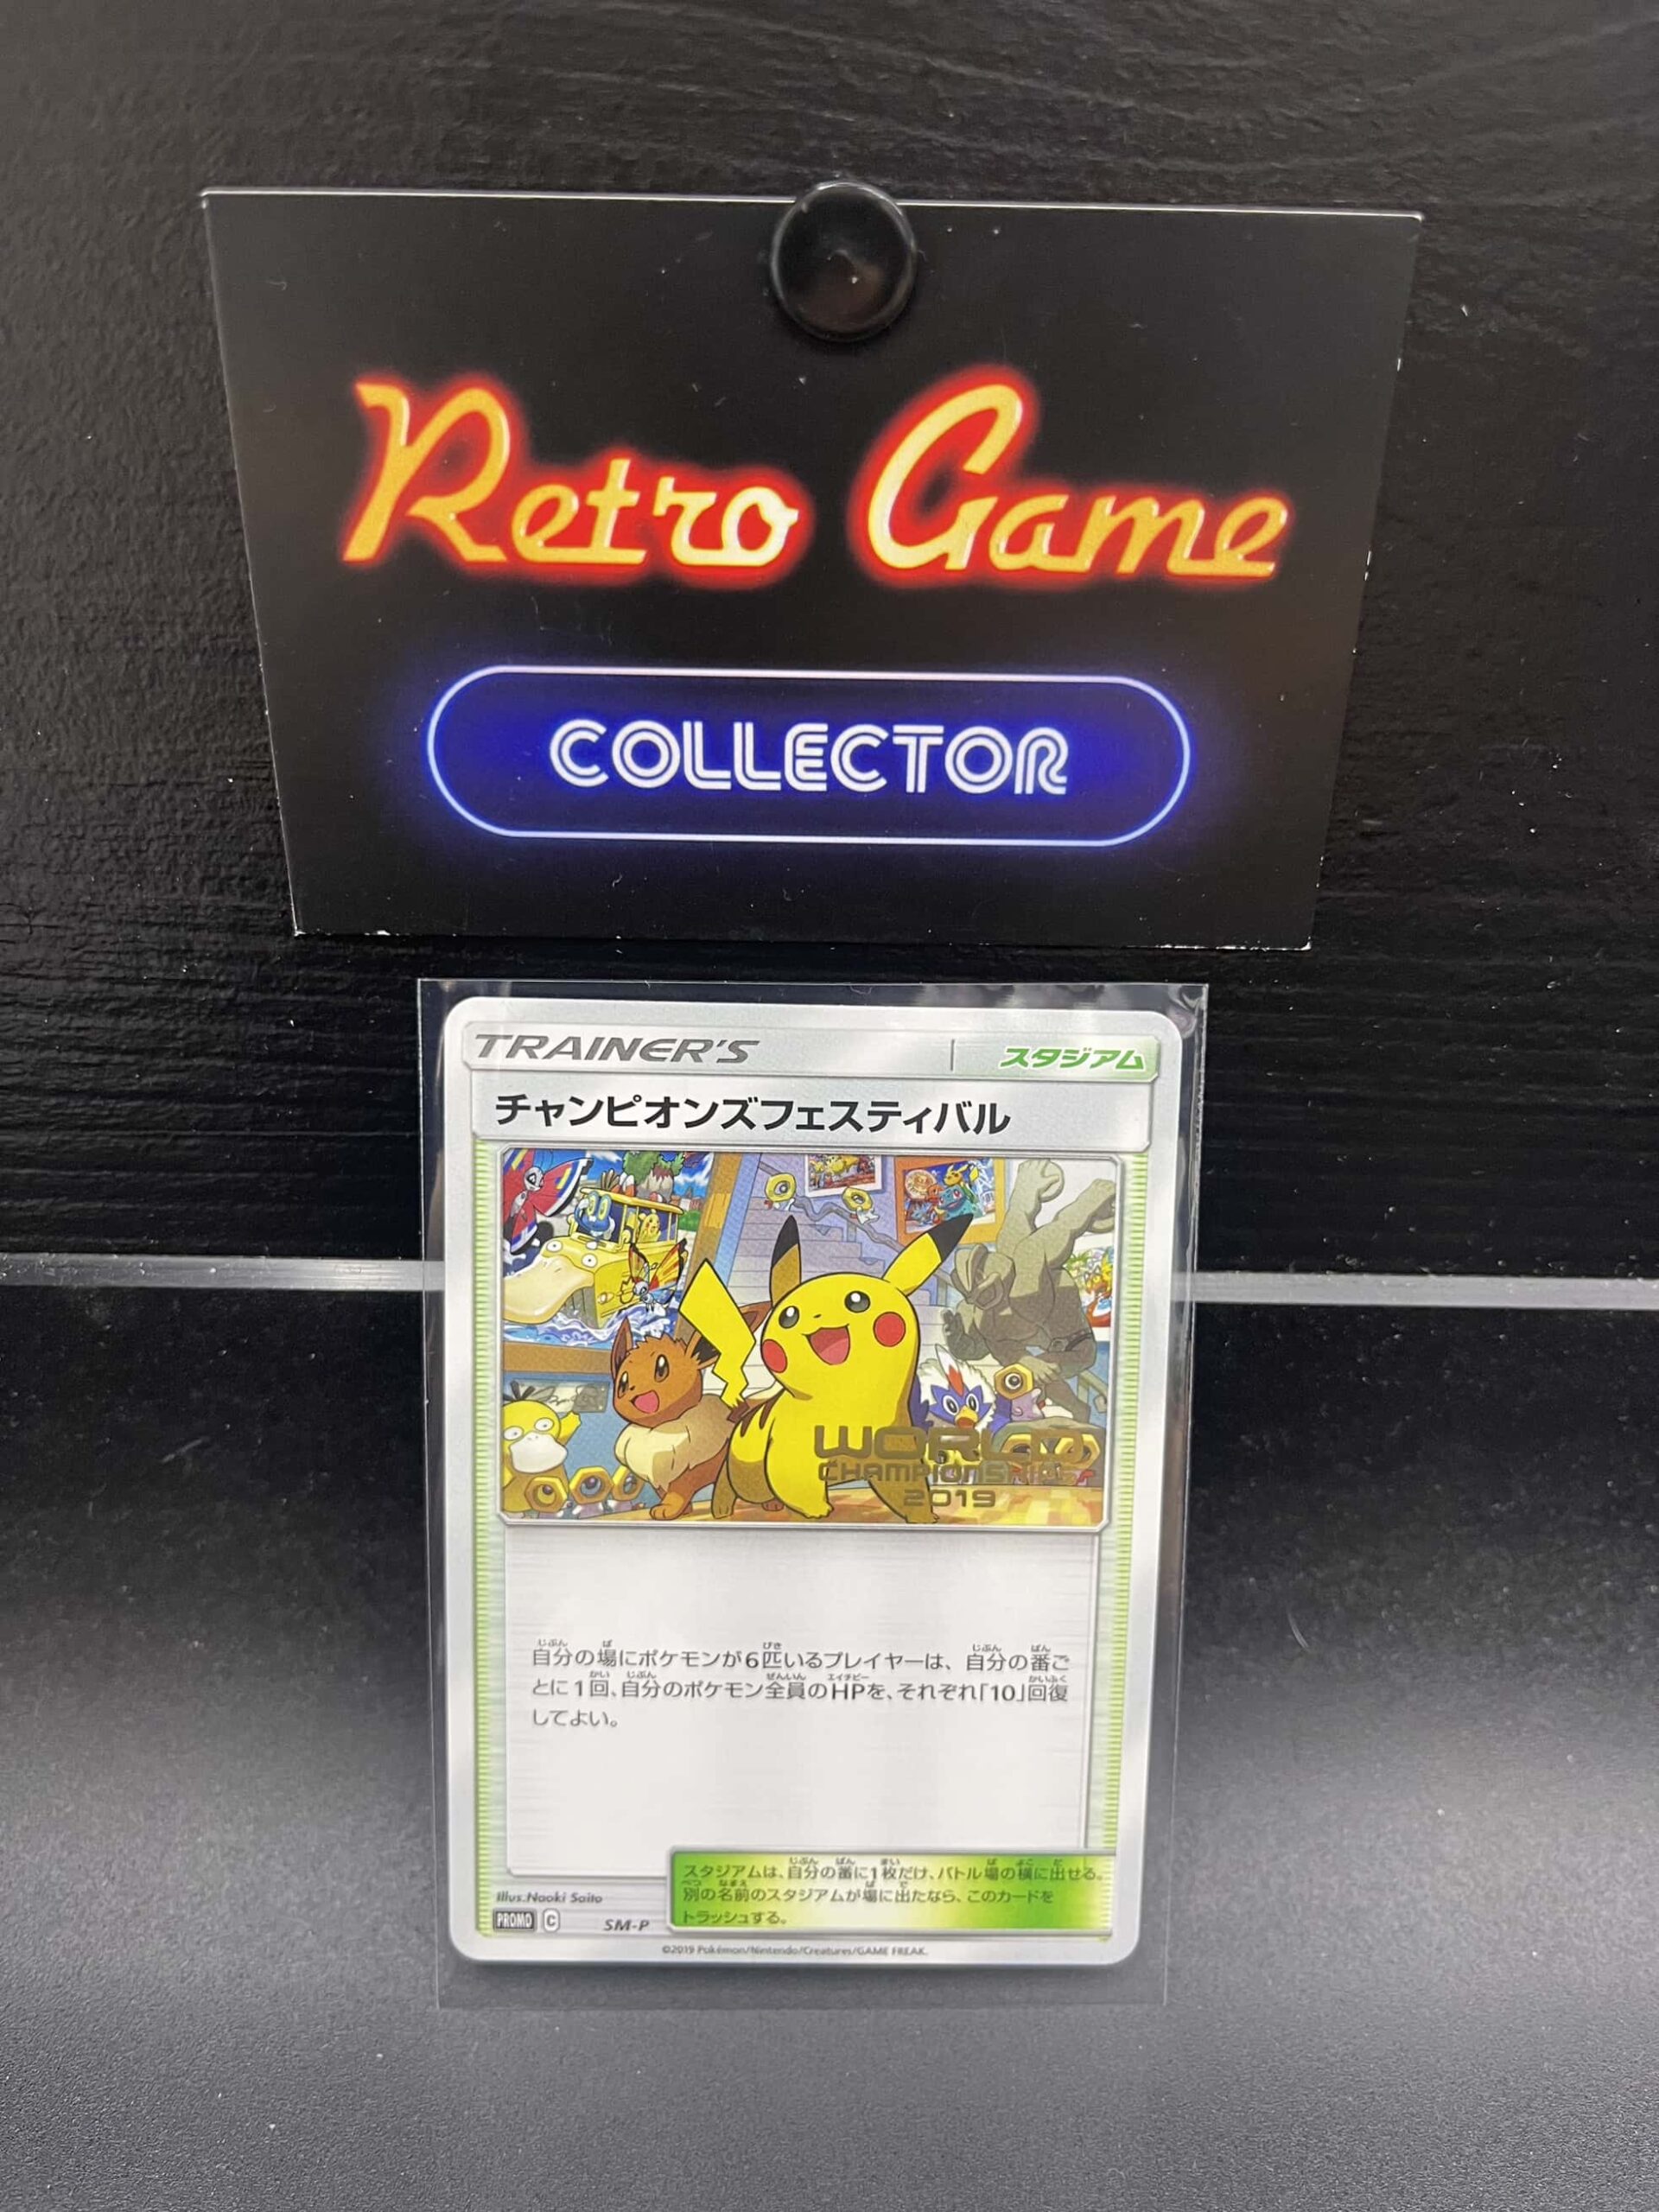 Retro Game
COLLECTOR
TRAINER'S
スタジアム
チャンピオンズフェスティバル
WORLD
CHAMPIONSHIPS
2019
自分の場にポケモンが6匹いるプレイヤーは、自分の番ご
とに1回、自分のポケモン全員のHPを、それぞれ「10」回復
してよい。
スタジアムは、自分の番に1枚だけ、バトル場の横に出せる。
別の名前のスタジアムが場に出たなら、このカードを
トラッシュする。
Illus.Naoki Saito
PROMO C SM-P
©2019 Pokémon/Nintendo/Creatures/GAME FREAK.